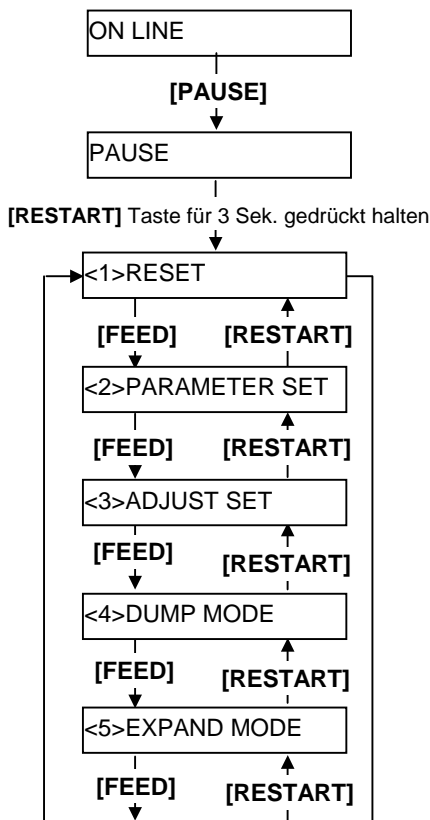 ON LINE
[PAUSE]
PAUSE
[RESTART] Taste für 3 Sek. gedrückt halten
<1>RESET
[FEED] [RESTART]
<2>PARAMETER SET
[FEED] [RESTART]
<3>ADJUST SET
[FEED] [RESTART]
<4>DUMP MODE
[FEED] [RESTART]
<5>EXPAND MODE
[FEED] [RESTART]